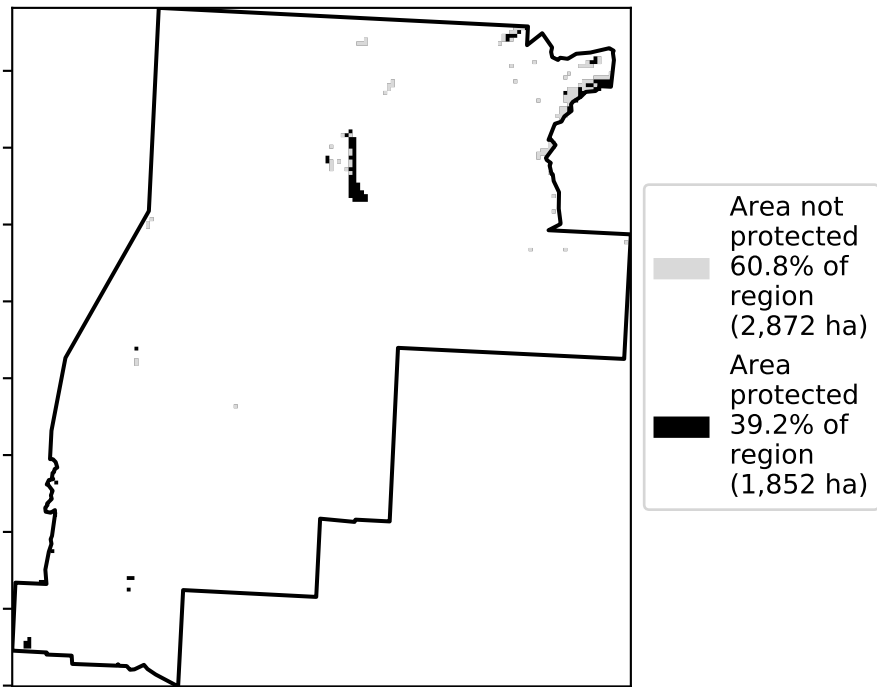 Area not
protected
60.8% of
region
(2,872 ha)
Area
protected
39.2% of
region
(1,852 ha)